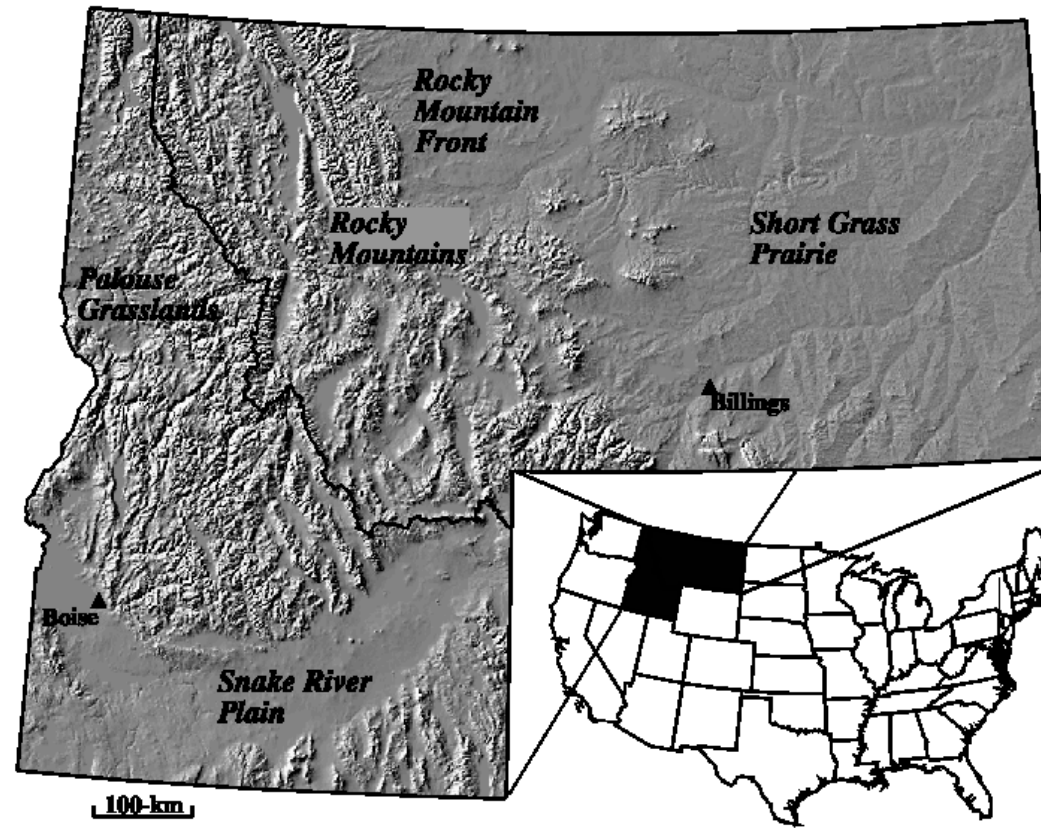 Rocky
Mountain
Front
Rocky
Mountains
Short Grass
Prairie
Palouse
Grasslands
Billings
Boise
Snake River
Plain
100-km